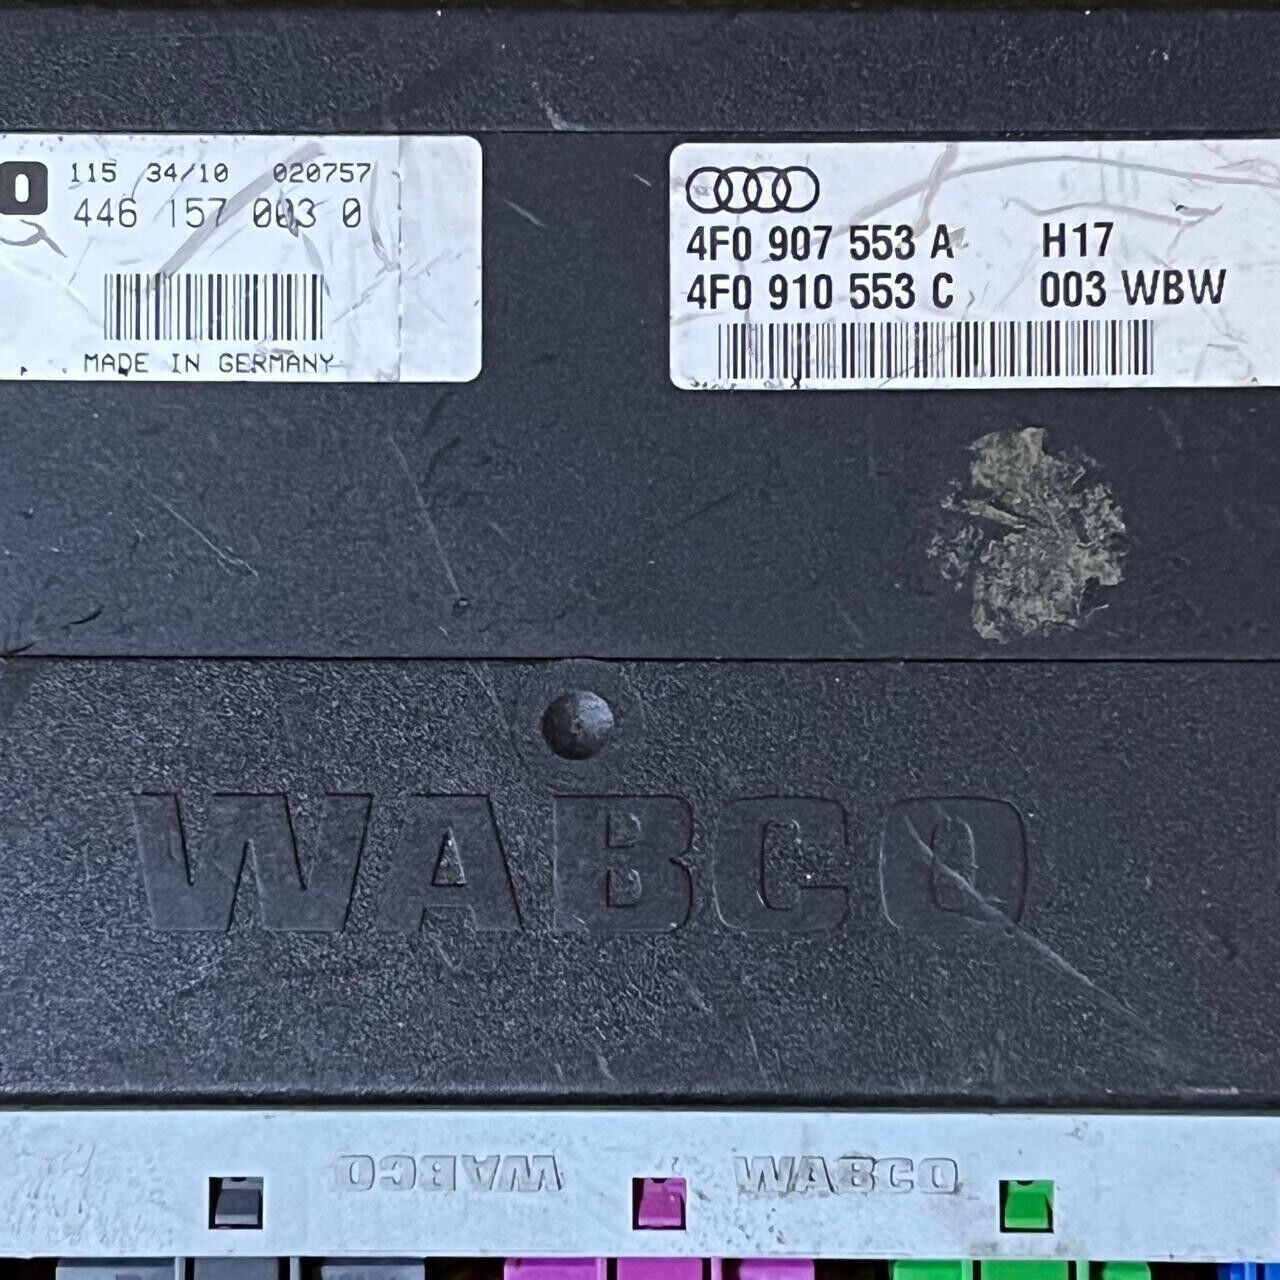 O
115 34/10 020757
446 157 003 0
MADE IN GERMANY
4F0 907 553 A H17
4F0 910 553 C 003 WBW
WABCO
WABCO WABCO